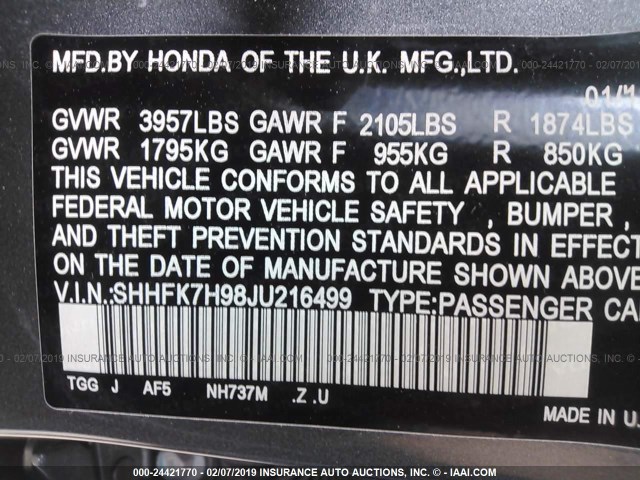 MFD.BY HONDA OF THE U.K. MFG.,LTD.
GVWR 3957LBS GAWR F 2105LBS R 1874LBS
GVWR 1795KG GAWR F 955KG R 850KG
THIS VEHICLE CONFORMS TO ALL APPLICABLE
FEDERAL MOTOR VEHICLE SAFETY , BUMPER ,
AND THEFT PREVENTION STANDARDS IN EFFECT
ON THE DATE OF MANUFACTURE SHOWN ABOVE
V.I.N.:SHHFK7H98JU216499 TYPE:PASSENGER CA
TGG J AF5 NH737M .Z .U
MADE IN U.
000-24421770 - 02/07/2019 INSURANCE AUTO AUCTIONS - © - IAAI.COM